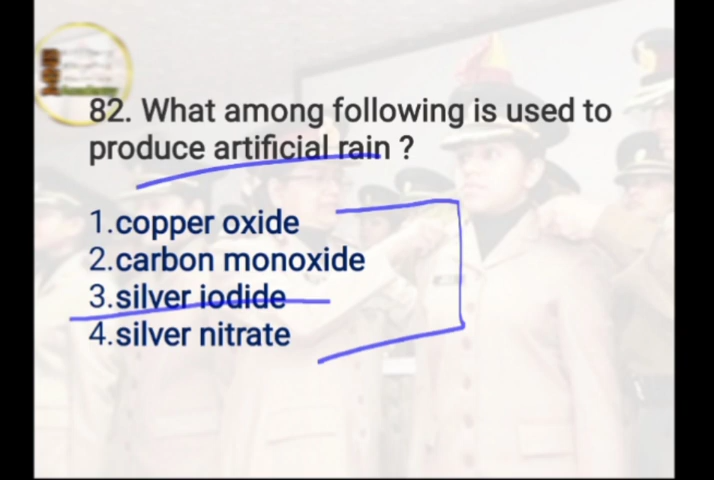 82. What among following is used to
produce artificial rain ?
1.copper oxide
2.carbon monoxide
3.silver iodide
4.silver nitrate